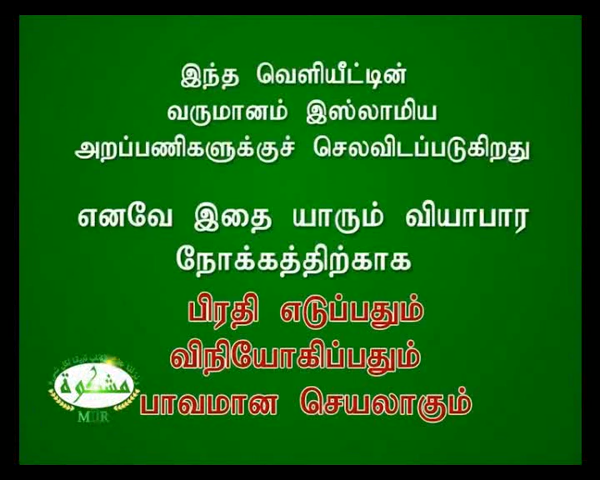 இந்த வெளியீட்டின்
வருமானம் இஸ்லாமிய
அறப்பணிகளுக்குச் செலவிடப்படுகிறது
எனவே இதை யாரும் வியாபார
நோக்கத்திற்காக
பிரதி எடுப்பதும்
விநியோகிப்பதும்
பாவமான செயலாகும்
مشكوة